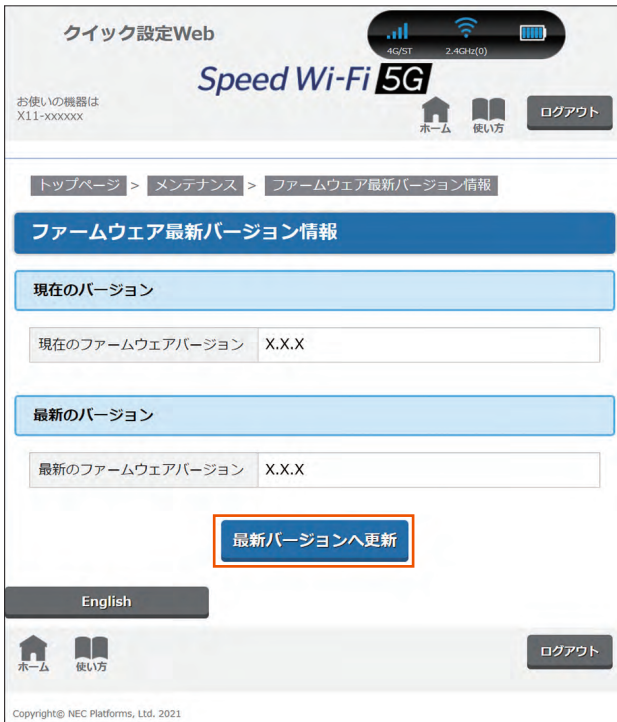 クイック設定Web
4G/ST 2.4GHz(0)
Speed Wi-Fi 5G
お使いの機器は
X11-xxxxxx
ホーム 使い方 ログアウト
トップページ > メンテナンス > ファームウェア最新バージョン情報
ファームウェア最新バージョン情報
現在のバージョン
現在のファームウェアバージョン X.X.X
最新のバージョン
最新のファームウェアバージョン X.X.X
最新バージョンへ更新
English
ホーム 使い方 ログアウト
Copyright© NEC Platforms, Ltd. 2021